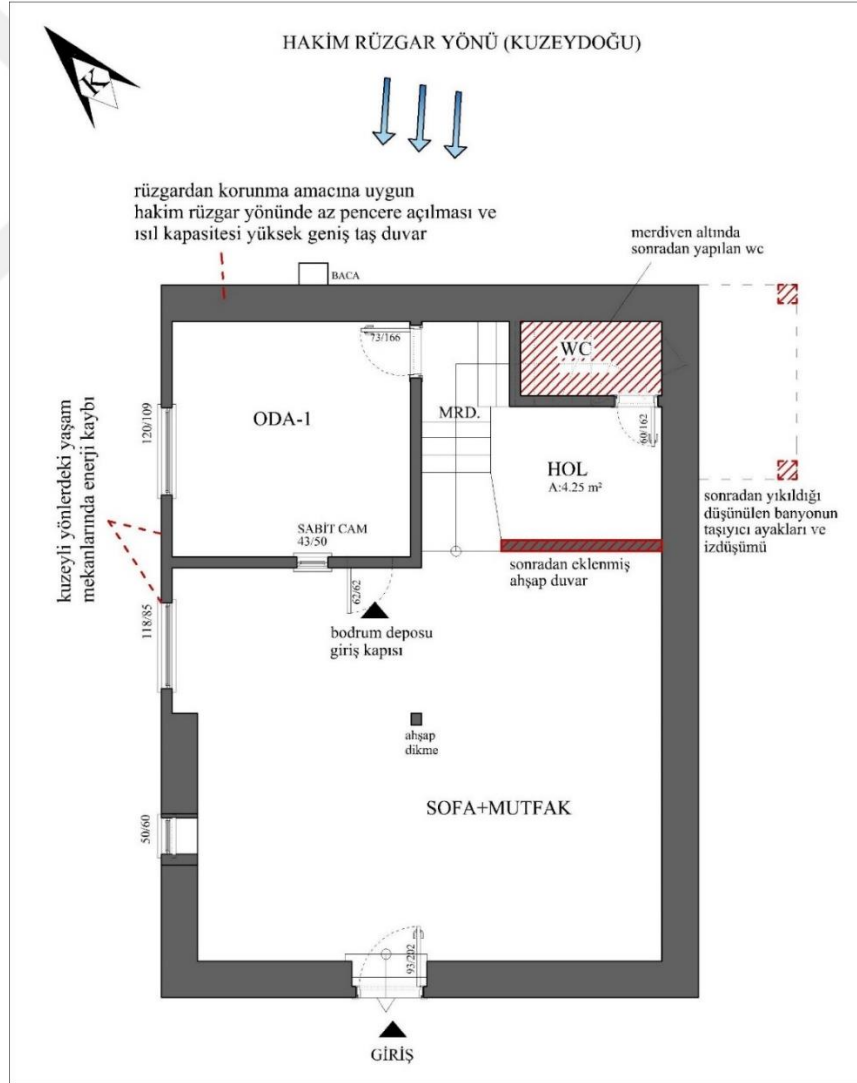 HAKİM RÜZGAR YÖNÜ (KUZEYDOĞU)
K
rüzgardan korunma amacına uygun
hakim rüzgar yönünde az pencere açılması ve
ısıl kapasitesi yüksek geniş taş duvar
merdiven altında
sonradan yapılan wc
BACA
73/166
WC
120/109
ODA-1
MRD.
60/162
HOL
A:4.25 m²
kuzeyli yönlerdeki yaşam
mekanlarında enerji kaybı
sonradan yıkıldığı
düşünülen banyonun
taşıyıcı ayakları ve
izdüşümü
SABİT CAM
43/50
sonradan eklenmiş
ahşap duvar
62/62
118/85
bodrum deposu
giriş kapısı
ahşap
dikme
SOFA+MUTFAK
50/60
93/202
GİRİŞ